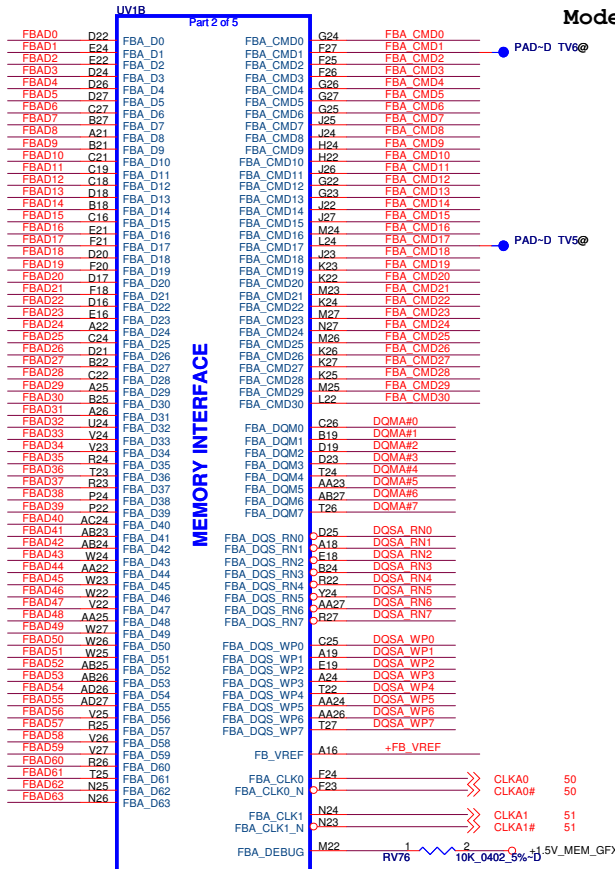 UV1B
Part 2 of 5
Mode
FBAD0 D22 FBA_D0
FBAD1 E24 FBA_D1
FBAD2 E22 FBA_D2
FBAD3 D24 FBA_D3
FBAD4 D26 FBA_D4
FBAD5 D27 FBA_D5
FBAD6 C27 FBA_D6
FBAD7 B27 FBA_D7
FBAD8 A21 FBA_D8
FBAD9 B21 FBA_D9
FBAD10 C21 FBA_D10
FBAD11 C19 FBA_D11
FBAD12 C18 FBA_D12
FBAD13 D18 FBA_D13
FBAD14 B18 FBA_D14
FBAD15 C16 FBA_D15
FBAD16 E21 FBA_D16
FBAD17 F21 FBA_D17
FBAD18 D20 FBA_D18
FBAD19 F20 FBA_D19
FBAD20 D17 FBA_D20
FBAD21 F18 FBA_D21
FBAD22 D16 FBA_D22
FBAD23 E16 FBA_D23
FBAD24 A22 FBA_D24
FBAD25 C24 FBA_D25
FBAD26 D21 FBA_D26
FBAD27 B22 FBA_D27
FBAD28 C22 FBA_D28
FBAD29 A25 FBA_D29
FBAD30 B25 FBA_D30
FBAD31 A26 FBA_D31
FBAD32 U24 FBA_D32
FBAD33 V24 FBA_D33
FBAD34 V23 FBA_D34
FBAD35 R24 FBA_D35
FBAD36 T23 FBA_D36
FBAD37 R23 FBA_D37
FBAD38 P24 FBA_D38
FBAD39 P22 FBA_D39
FBAD40 AC24 FBA_D40
FBAD41 AB23 FBA_D41
FBAD42 AB24 FBA_D42
FBAD43 W24 FBA_D43
FBAD44 AA22 FBA_D44
FBAD45 W23 FBA_D45
FBAD46 W22 FBA_D46
FBAD47 V22 FBA_D47
FBAD48 AA25 FBA_D48
FBAD49 W27 FBA_D49
FBAD50 W26 FBA_D50
FBAD51 W25 FBA_D51
FBAD52 AB25 FBA_D52
FBAD53 AB26 FBA_D53
FBAD54 AD26 FBA_D54
FBAD55 AD27 FBA_D55
FBAD56 V25 FBA_D56
FBAD57 R25 FBA_D57
FBAD58 V26 FBA_D58
FBAD59 V27 FBA_D59
FBAD60 R26 FBA_D60
FBAD61 T25 FBA_D61
FBAD62 N25 FBA_D62
FBAD63 N26 FBA_D63
MEMORY INTERFACE
FBA_CMD0 G24 FBA_CMD0
FBA_CMD1 F27 FBA_CMD1 PAD~D TV6@
FBA_CMD2 F25 FBA_CMD2
FBA_CMD3 F26 FBA_CMD3
FBA_CMD4 G26 FBA_CMD4
FBA_CMD5 G27 FBA_CMD5
FBA_CMD6 G25 FBA_CMD6
FBA_CMD7 J25 FBA_CMD7
FBA_CMD8 J24 FBA_CMD8
FBA_CMD9 H24 FBA_CMD9
FBA_CMD10 H22 FBA_CMD10
FBA_CMD11 J26 FBA_CMD11
FBA_CMD12 G22 FBA_CMD12
FBA_CMD13 G23 FBA_CMD13
FBA_CMD14 J22 FBA_CMD14
FBA_CMD15 J27 FBA_CMD15
FBA_CMD16 M24 FBA_CMD16
FBA_CMD17 L24 FBA_CMD17 PAD~D TV5@
FBA_CMD18 J23 FBA_CMD18
FBA_CMD19 K23 FBA_CMD19
FBA_CMD20 K22 FBA_CMD20
FBA_CMD21 M23 FBA_CMD21
FBA_CMD22 K24 FBA_CMD22
FBA_CMD23 M27 FBA_CMD23
FBA_CMD24 N27 FBA_CMD24
FBA_CMD25 M26 FBA_CMD25
FBA_CMD26 K26 FBA_CMD26
FBA_CMD27 K27 FBA_CMD27
FBA_CMD28 K25 FBA_CMD28
FBA_CMD29 M25 FBA_CMD29
FBA_CMD30 L22 FBA_CMD30
FBA_DQM0 C26 DQMA#0
FBA_DQM1 B19 DQMA#1
FBA_DQM2 D19 DQMA#2
FBA_DQM3 D23 DQMA#3
FBA_DQM4 T24 DQMA#4
FBA_DQM5 AA23 DQMA#5
FBA_DQM6 AB27 DQMA#6
FBA_DQM7 T26 DQMA#7
FBA_DQS_RN0 D25 DQSA_RN0
FBA_DQS_RN1 A18 DQSA_RN1
FBA_DQS_RN2 E18 DQSA_RN2
FBA_DQS_RN3 B24 DQSA_RN3
FBA_DQS_RN4 R22 DQSA_RN4
FBA_DQS_RN5 Y24 DQSA_RN5
FBA_DQS_RN6 AA27 DQSA_RN6
FBA_DQS_RN7 R27 DQSA_RN7
FBA_DQS_WP0 C25 DQSA_WP0
FBA_DQS_WP1 A19 DQSA_WP1
FBA_DQS_WP2 E19 DQSA_WP2
FBA_DQS_WP3 A24 DQSA_WP3
FBA_DQS_WP4 T22 DQSA_WP4
FBA_DQS_WP5 AA24 DQSA_WP5
FBA_DQS_WP6 AA26 DQSA_WP6
FBA_DQS_WP7 T27 DQSA_WP7
FB_VREF A16 +FB_VREF
FBA_CLK0 F24 CLKA0 50
FBA_CLK0_N F23 CLKA0# 50
FBA_CLK1 N24 CLKA1 51
FBA_CLK1_N N23 CLKA1# 51
FBA_DEBUG M22 1 2 +1.5V_MEM_GFX
RV76 10K_0402_5%~D